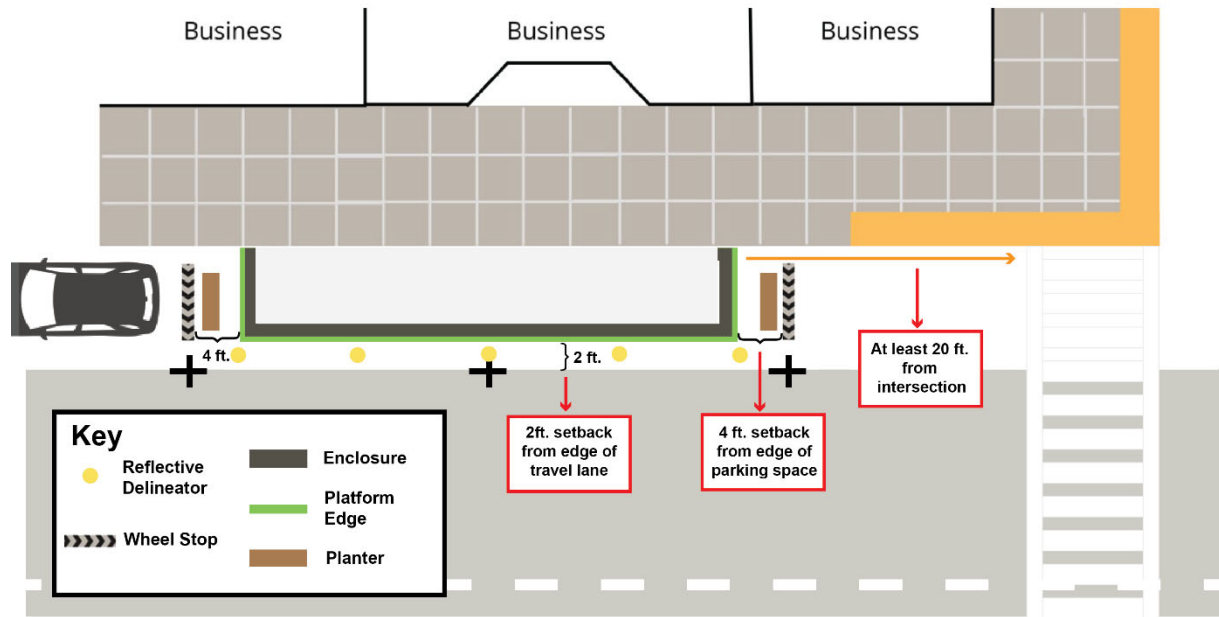 Business
Business
Business
4 ft.
2 ft.
At least 20 ft.
from
intersection
2ft. setback
from edge of
travel lane
4 ft. setback
from edge of
parking space
Key
Reflective
Delineator
Wheel Stop
Enclosure
Platform
Edge
Planter